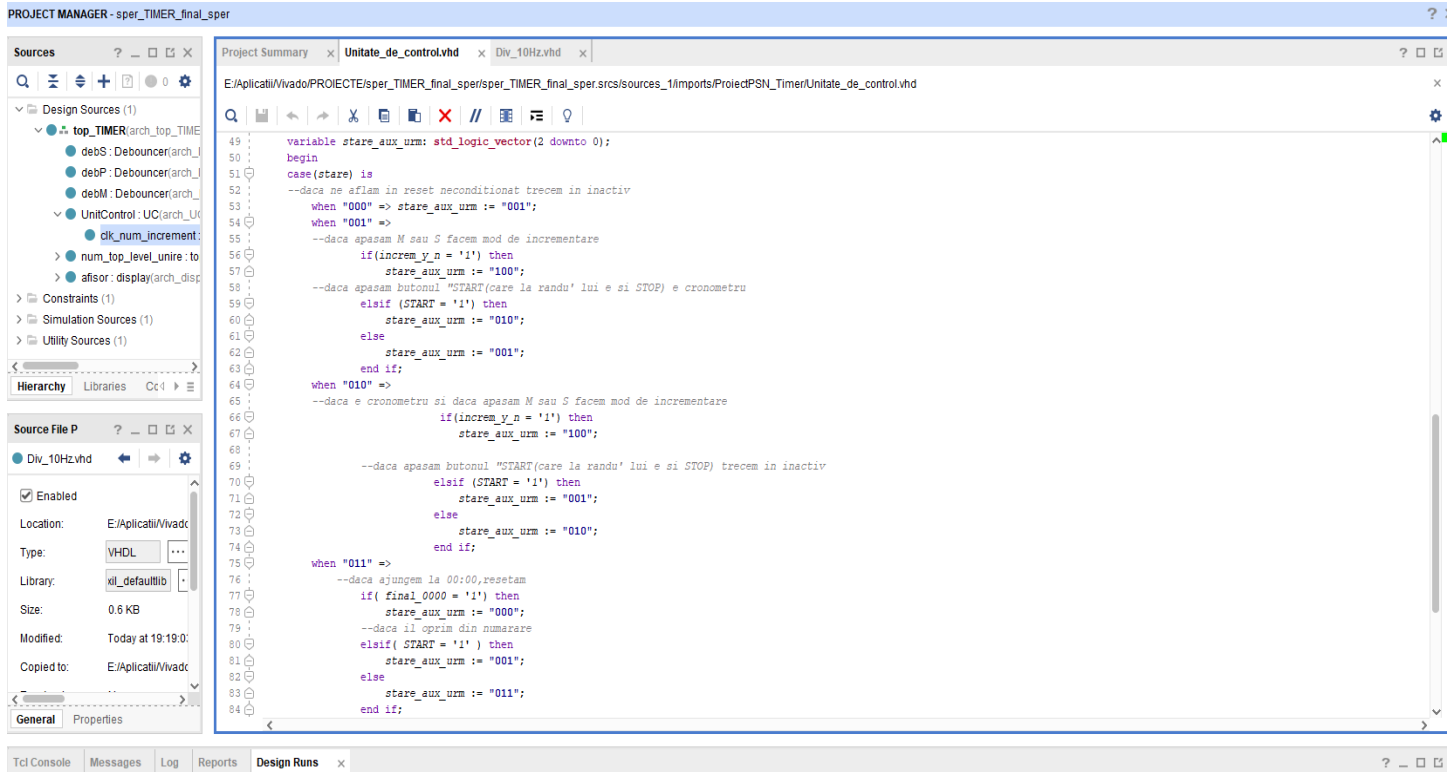 PROJECT MANAGER - sper_TIMER_final_sper
Sources
Design Sources (1)
top_TIMER(arch_top_TIME
debS : Debouncer(arch_
debP : Debouncer(arch_
debM : Debouncer(arch_
UnitControl : UC(arch_U
clk_num_increment :
num_top_level_unire : to
afisor : display(arch_disp
Constraints (1)
Simulation Sources (1)
Utility Sources (1)
Hierarchy Libraries
Source File P
Div_10Hz.vhd
Enabled
Location: E:/Aplicatii/Vivado
Type: VHDL ...
Library: xil_defaultlib
Size: 0.6 KB
Modified: Today at 19:19:0
Copied to: E:/Aplicatii/Vivado
General Properties
Project Summary × Unitate_de_control.vhd × Div_10Hz.vhd ×
E:/Aplicatii/Vivado/PROIECTE/sper_TIMER_final_sper/sper_TIMER_final_sper.srcs/sources_1/imports/ProiectPSN_Timer/Unitate_de_control.vhd
49 variable stare_aux_urm: std_logic_vector(2 downto 0);
50 begin
51 case(stare) is
52 --daca ne aflam in reset neconditionat trecem in inactiv
53 when "000" => stare_aux_urm := "001";
54 when "001" =>
55 --daca apasam M sau S facem mod de incrementare
56 if(increm_y_n = '1') then
57 stare_aux_urm := "100";
58 --daca apasam butonul "START(care la randu' lui e si STOP) e cronometru
59 elsif (START = '1') then
60 stare_aux_urm := "010";
61 else
62 stare_aux_urm := "001";
63 end if;
64 when "010" =>
65 --daca e cronometru si daca apasam M sau S facem mod de incrementare
66 if(increm_y_n = '1') then
67 stare_aux_urm := "100";
68
69 --daca apasam butonul "START(care la randu' lui e si STOP) trecem in inactiv
70 elsif (START = '1') then
71 stare_aux_urm := "001";
72 else
73 stare_aux_urm := "010";
74 end if;
75 when "011" =>
76 --daca ajungem la 00:00,resetam
77 if( final_0000 = '1') then
78 stare_aux_urm := "000";
79 --daca il oprim din numarare
80 elsif( START = '1' ) then
81 stare_aux_urm := "001";
82 else
83 stare_aux_urm := "011";
84 end if;
Tcl Console Messages Log Reports Design Runs ×